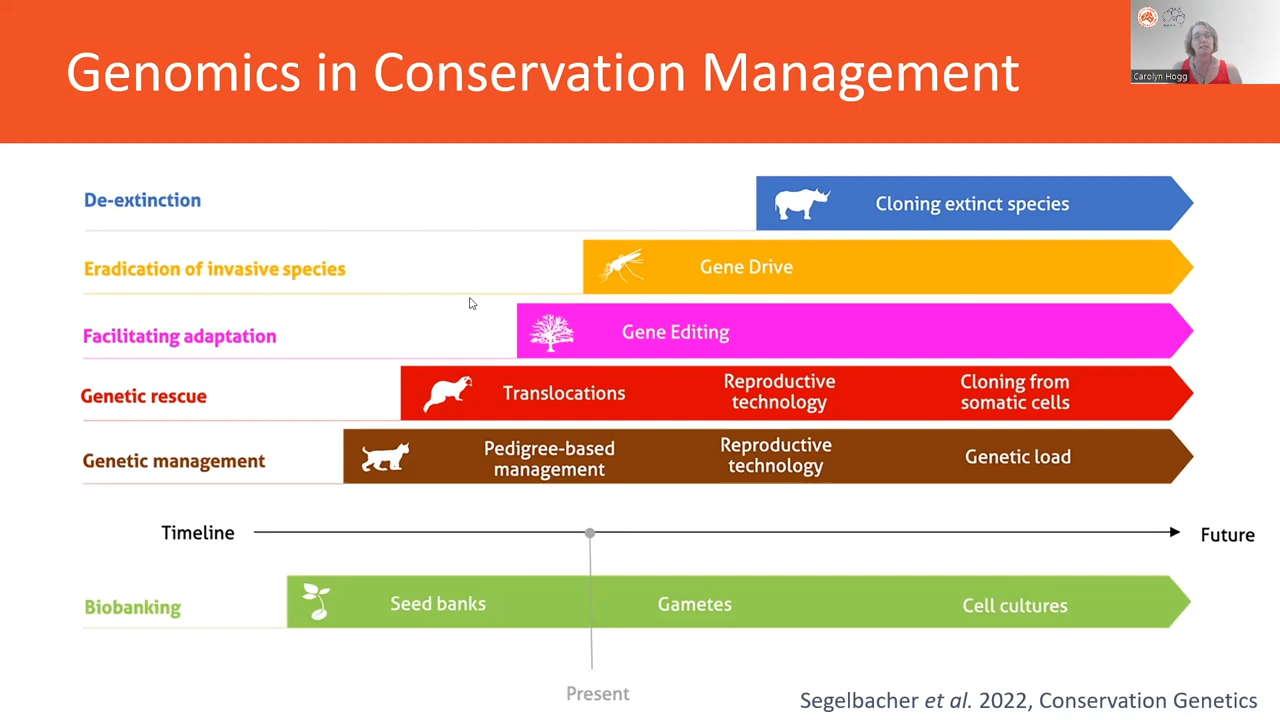 Genomics in Conservation Management
Carolyn Hogg
De-extinction
Cloning extinct species
Eradication of invasive species
Gene Drive
Facilitating adaptation
Gene Editing
Genetic rescue
Translocations
Reproductive
technology
Cloning from
somatic cells
Genetic management
Pedigree-based
management
Reproductive
technology
Genetic load
Timeline
Future
Biobanking
Seed banks
Gametes
Cell cultures
Present
Segelbacher et al. 2022, Conservation Genetics